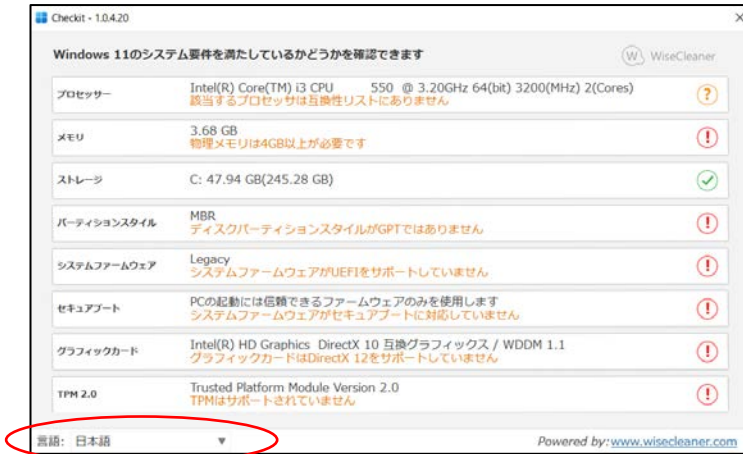 Checkit - 1.0.4.20
Windows 11のシステム要件を満たしているかどうかを確認できます
W WiseCleaner
プロセッサー
Intel(R) Core(TM) i3 CPU 550 @ 3.20GHz 64(bit) 3200(MHz) 2(Cores)
該当するプロセッサは互換性リストにありません
メモリ
3.68 GB
物理メモリは4GB以上が必要です
ストレージ
C: 47.94 GB(245.28 GB)
パーティションスタイル
MBR
ディスクパーティションスタイルがGPTではありません
システムファームウェア
Legacy
システムファームウェアがUEFIをサポートしていません
セキュアブート
PCの起動には信頼できるファームウェアのみを使用します
システムファームウェアがセキュアブートに対応していません
グラフィックカード
Intel(R) HD Graphics DirectX 10 互換グラフィックス / WDDM 1.1
グラフィックカードはDirectX 12をサポートしていません
TPM 2.0
Trusted Platform Module Version 2.0
TPMはサポートされていません
言語: 日本語
Powered by: www.wisecleaner.com